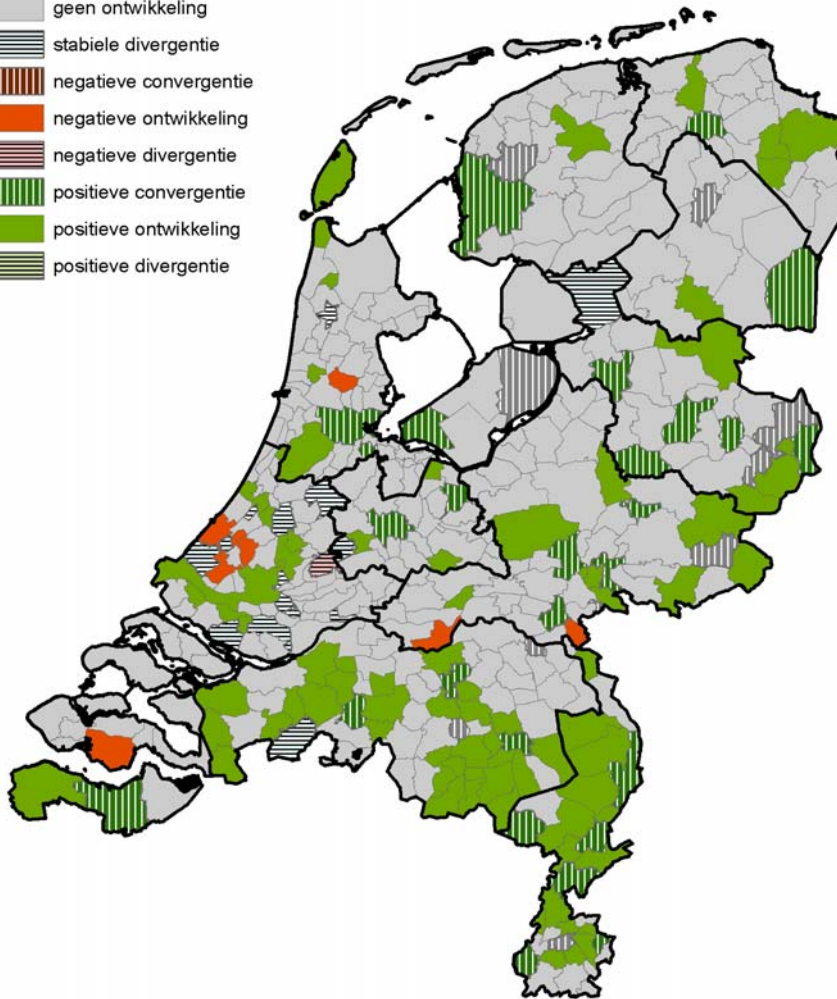 geen ontwikkeling
stabiele divergentie
negatieve convergentie
negatieve ontwikkeling
negatieve divergentie
positieve convergentie
positieve ontwikkeling
positieve divergentie